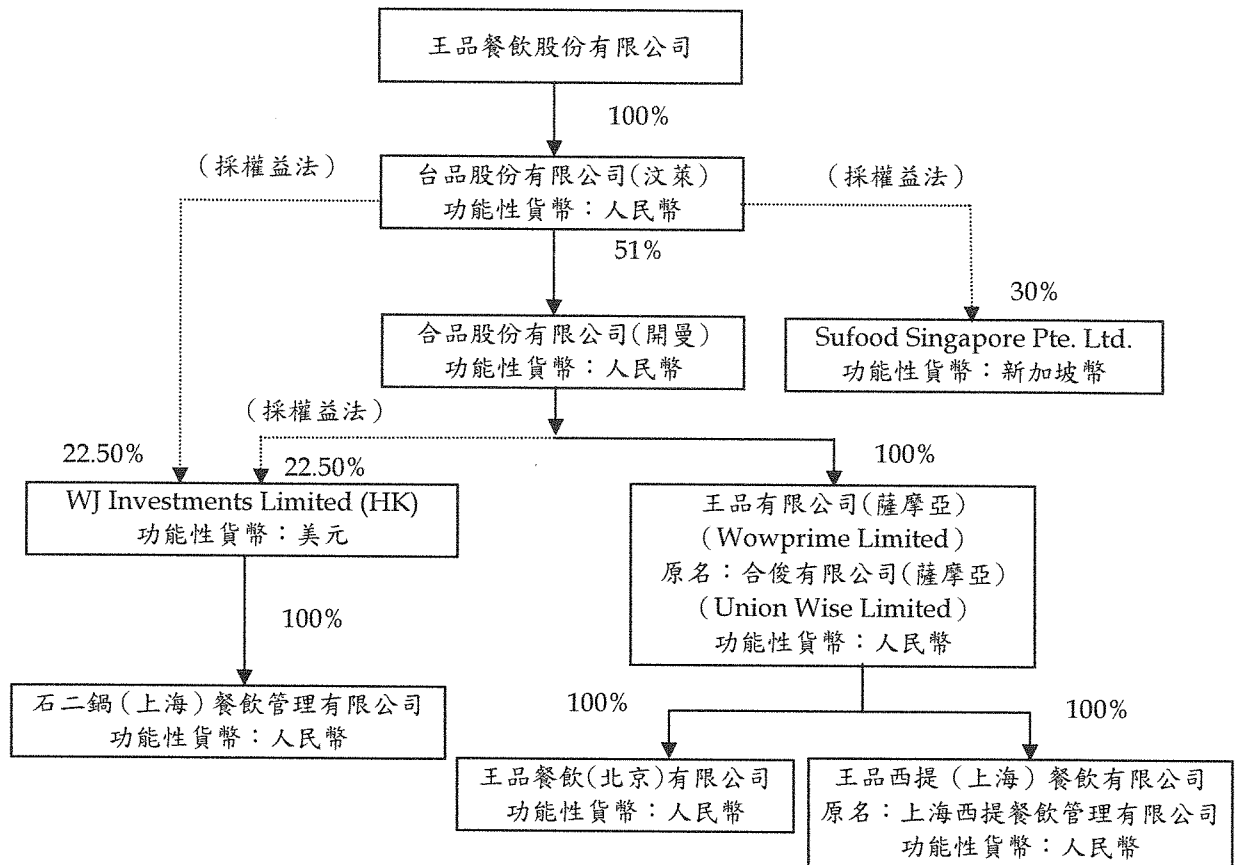 王品餐飲股份有限公司
100%
（採權益法）
台品股份有限公司(汶萊)
功能性貨幣：人民幣
（採權益法）
51%
30%
合品股份有限公司(開曼)
功能性貨幣：人民幣
Sufood Singapore Pte. Ltd.
功能性貨幣：新加坡幣
（採權益法）
22.50%
22.50%
100%
WJ Investments Limited (HK)
功能性貨幣：美元
王品有限公司(薩摩亞)
（Wowprime Limited）
原名：合俊有限公司(薩摩亞)
（Union Wise Limited）
功能性貨幣：人民幣
100%
石二鍋（上海）餐飲管理有限公司
功能性貨幣：人民幣
100%
100%
王品餐飲(北京)有限公司
功能性貨幣：人民幣
王品西提（上海）餐飲有限公司
原名：上海西提餐飲管理有限公司
功能性貨幣：人民幣